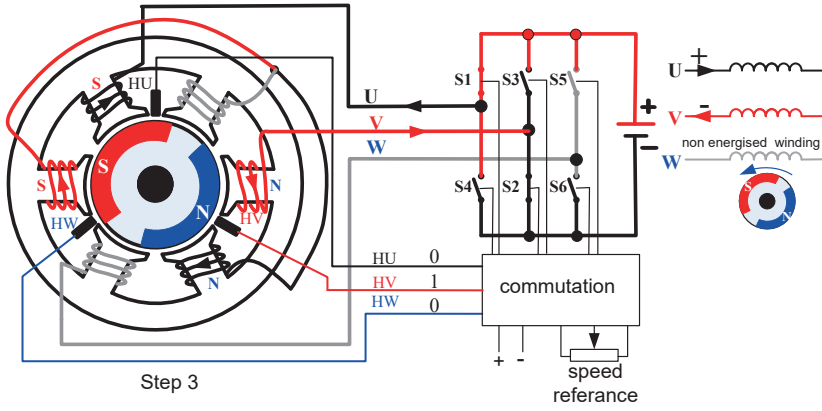 S
HU
S
N
HW
HV
S
N
N
Step 3
U
V
W
S1
S3
S5
S4
S2
S6
+
−
HU 0
HV 1
HW 0
commutation
+ -
speed
referance
U +
V -
non energised winding
W
S
N